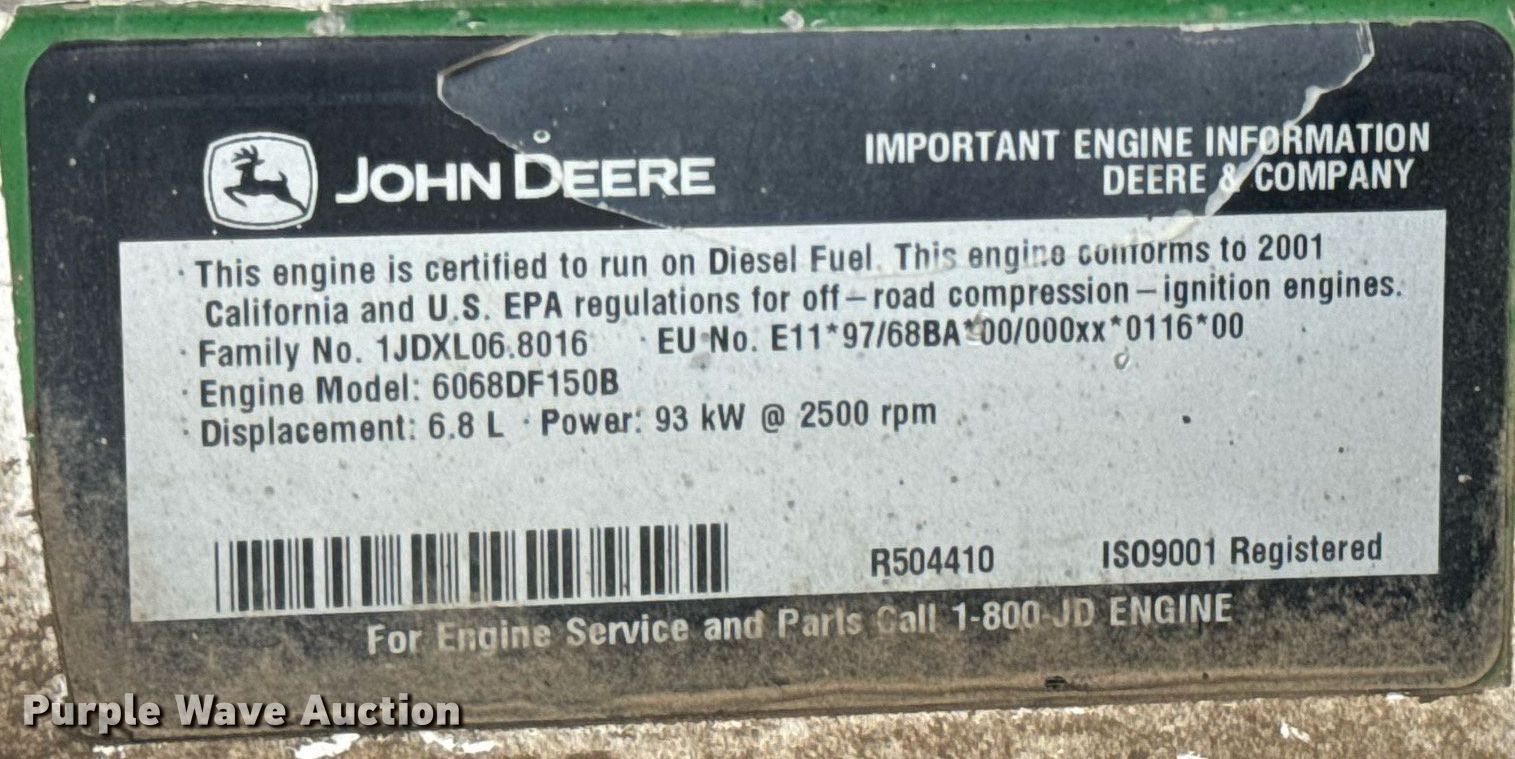 JOHN DEERE
IMPORTANT ENGINE INFORMATION
DEERE & COMPANY
· This engine is certified to run on Diesel Fuel. This engine conforms to 2001
California and U.S. EPA regulations for off–road compression–ignition engines.
· Family No. 1JDXL06.8016 · EU No. E11*97/68BA*00/000xx*0116*00
· Engine Model: 6068DF150B
· Displacement: 6.8 L · Power: 93 kW @ 2500 rpm
R504410 ISO9001 Registered
For Engine Service and Parts Call 1-800-JD ENGINE
Purple Wave Auction